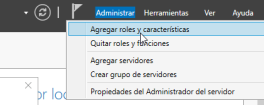 Administrar Herramientas Ver Ayuda
Agregar roles y características
Quitar roles y funciones
Agregar servidores
Crear grupo de servidores
Propiedades del Administrador del servidor